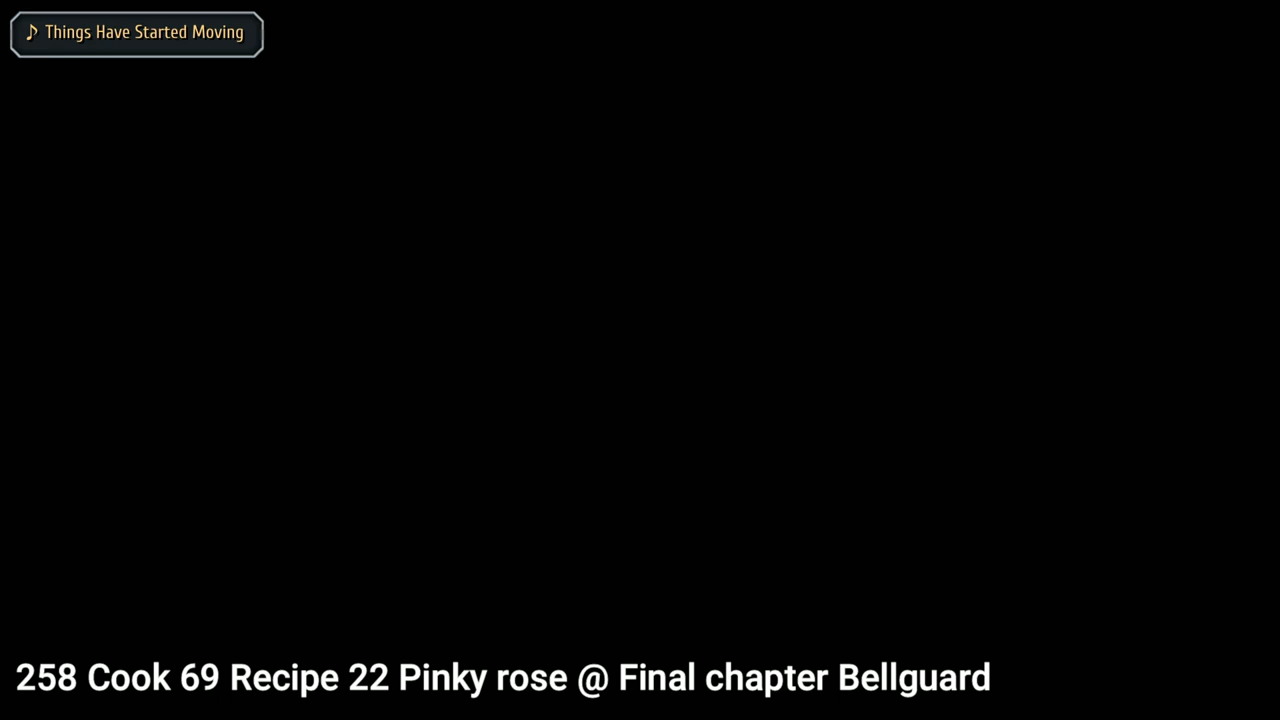 ♪ Things Have Started Moving
258 Cook 69 Recipe 22 Pinky rose @ Final chapter Bellguard